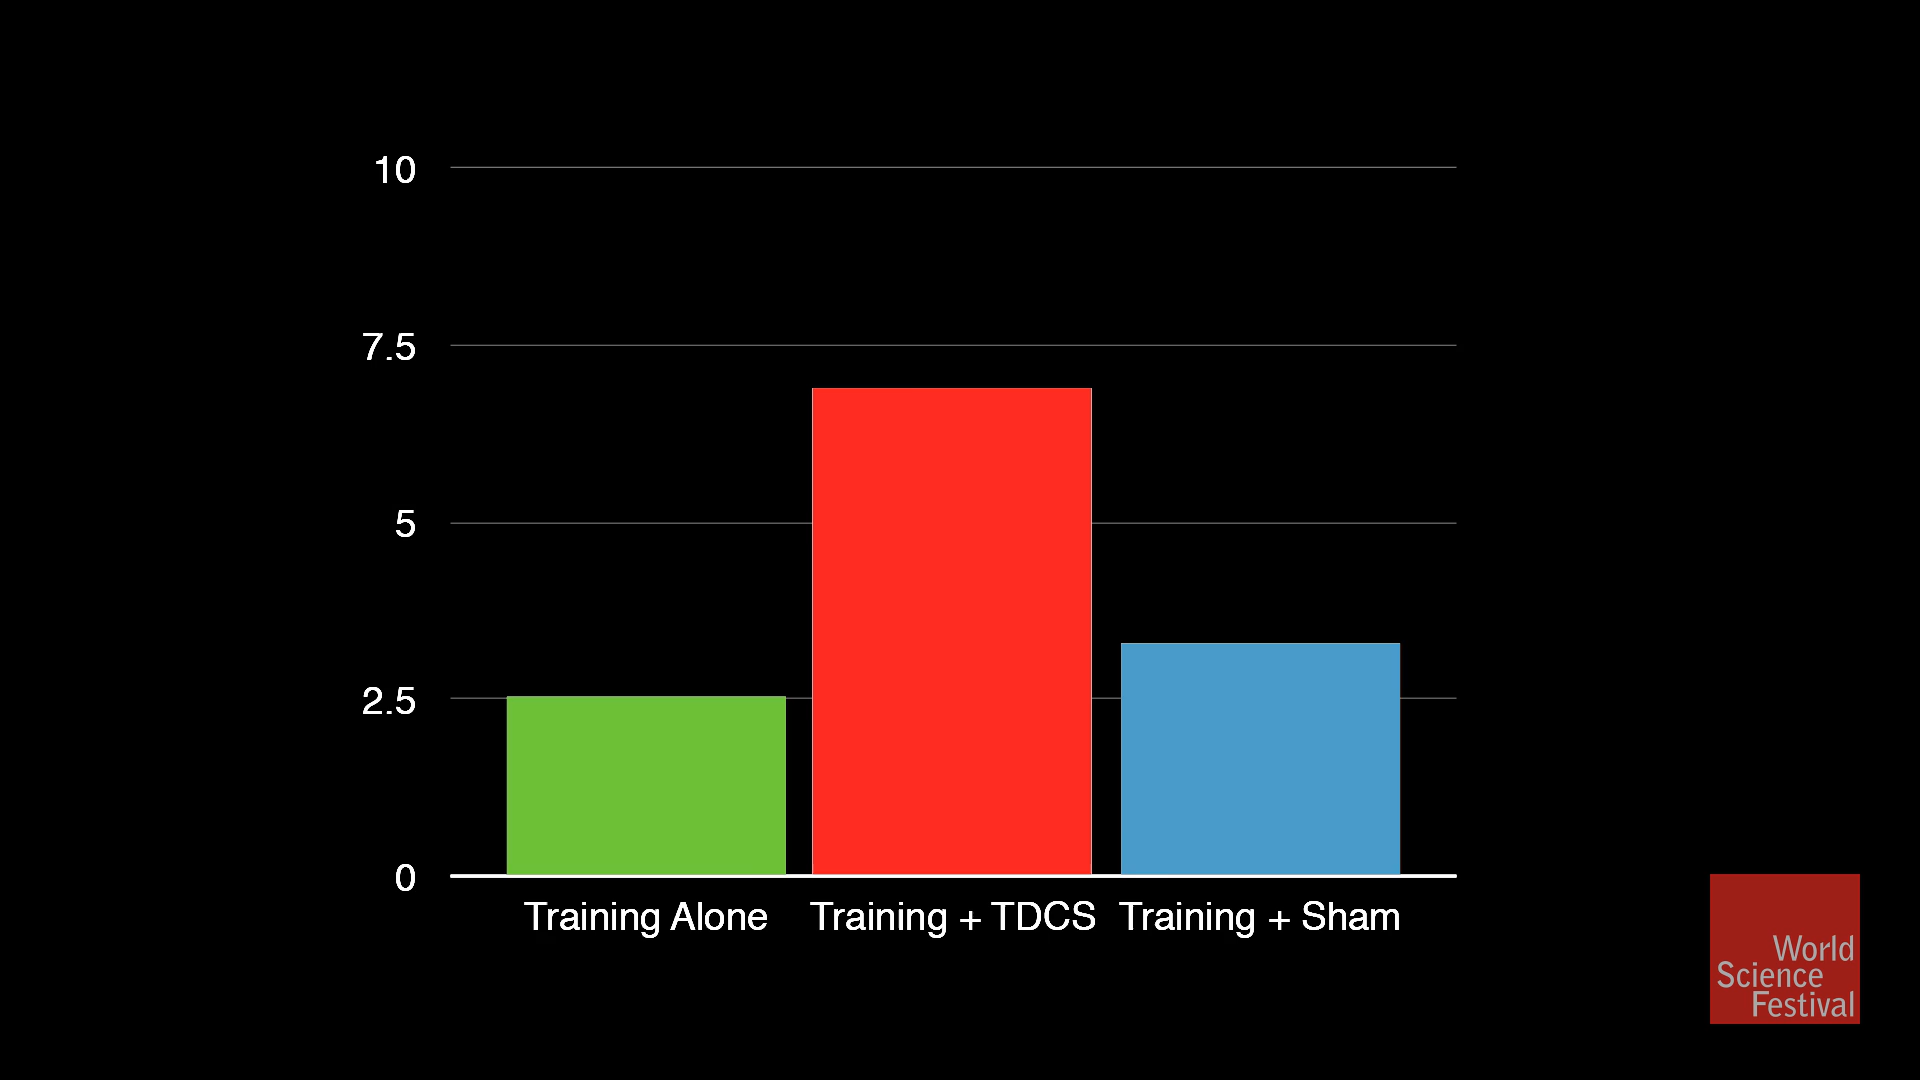 10
7.5
5
2.5
0
Training Alone Training + TDCS Training + Sham
World
Science
Festival